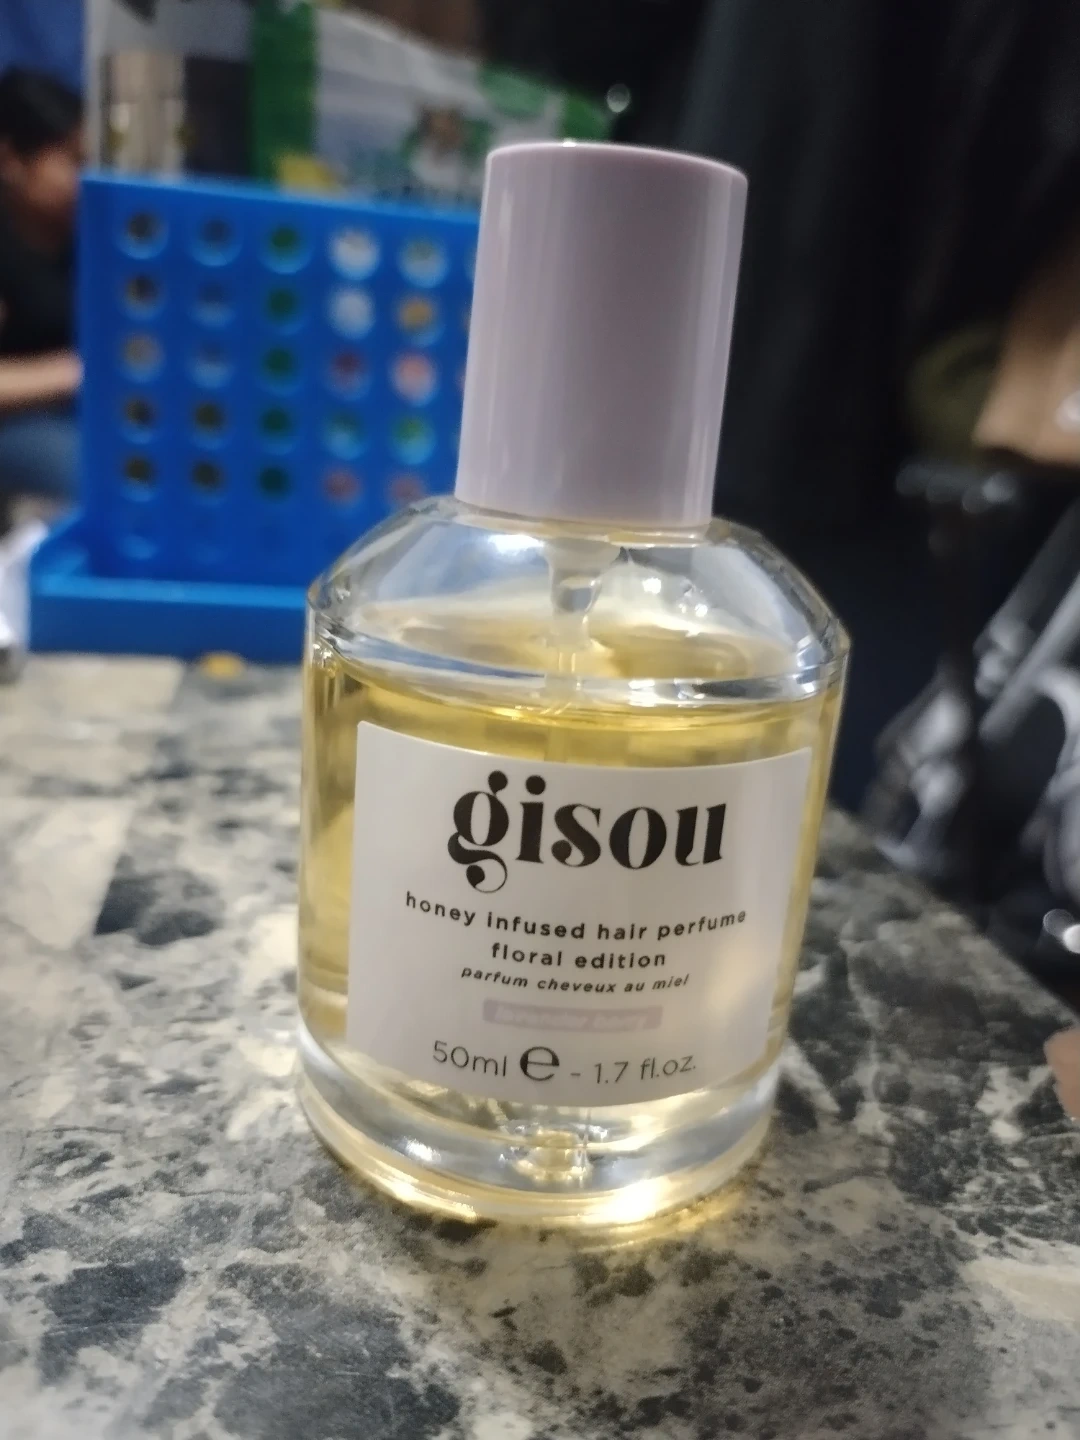 gisou
honey infused hair perfume
floral edition
parfum cheveux au miel
50ml ℮ - 1.7 fl.oz.